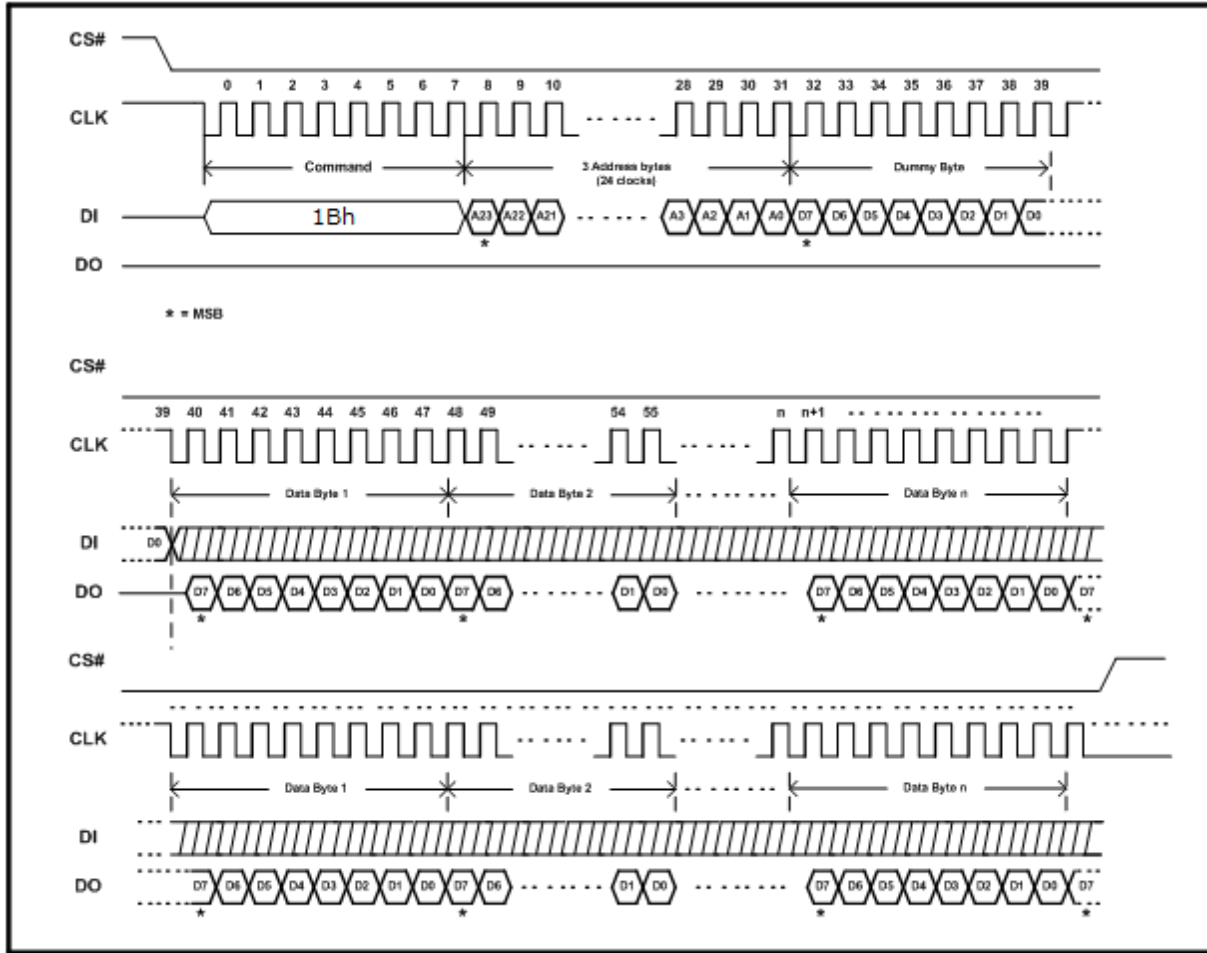 CS#
0 1 2 3 4 5 6 7 8 9 10 28 29 30 31 32 33 34 35 36 37 38 39
CLK
Command 3 Address bytes (24 clocks) Dummy Byte
DI 1Bh A23 A22 A21 A3 A2 A1 A0 D7 D6 D5 D4 D3 D2 D1 D0
* *
DO
* = MSB
CS#
39 40 41 42 43 44 45 46 47 48 49 54 55 n n+1
CLK
Data Byte 1 Data Byte 2 Data Byte n
DI D0
DO D7 D6 D5 D4 D3 D2 D1 D0 D7 D6 D1 D0 D7 D6 D5 D4 D3 D2 D1 D0 D7
* * * *
CS#
CLK
Data Byte 1 Data Byte 2 Data Byte n
DI
DO D7 D6 D5 D4 D3 D2 D1 D0 D7 D6 D1 D0 D7 D6 D5 D4 D3 D2 D1 D0 D7
* * * *